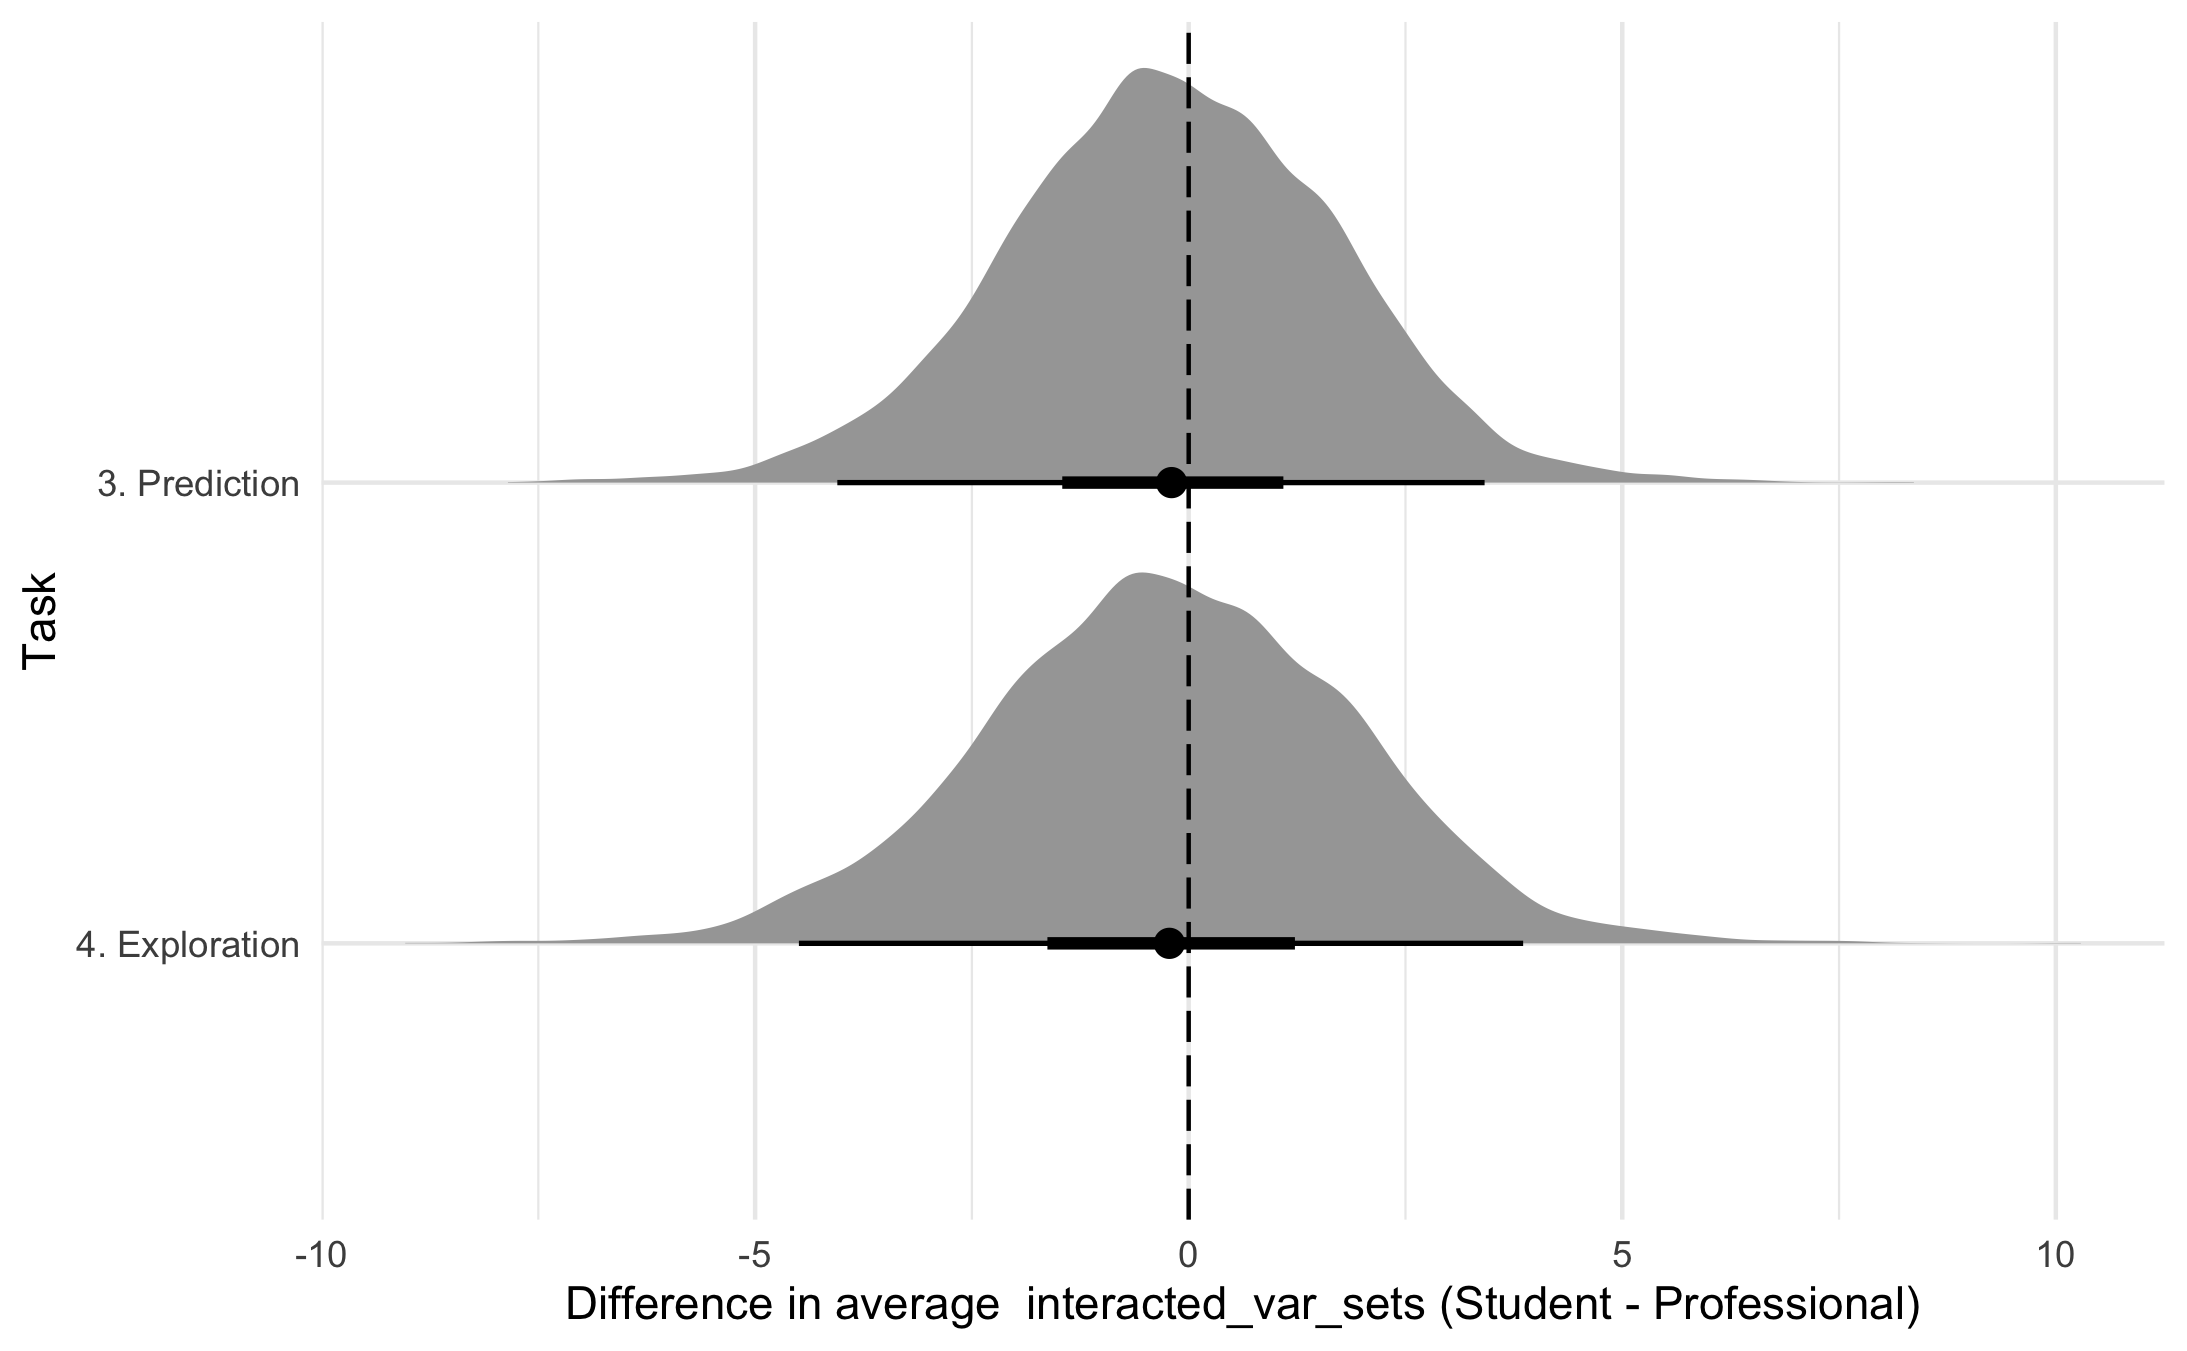 3. Prediction
Task
4. Exploration
-10 -5 0 5 10
Difference in average  interacted_var_sets (Student - Professional)